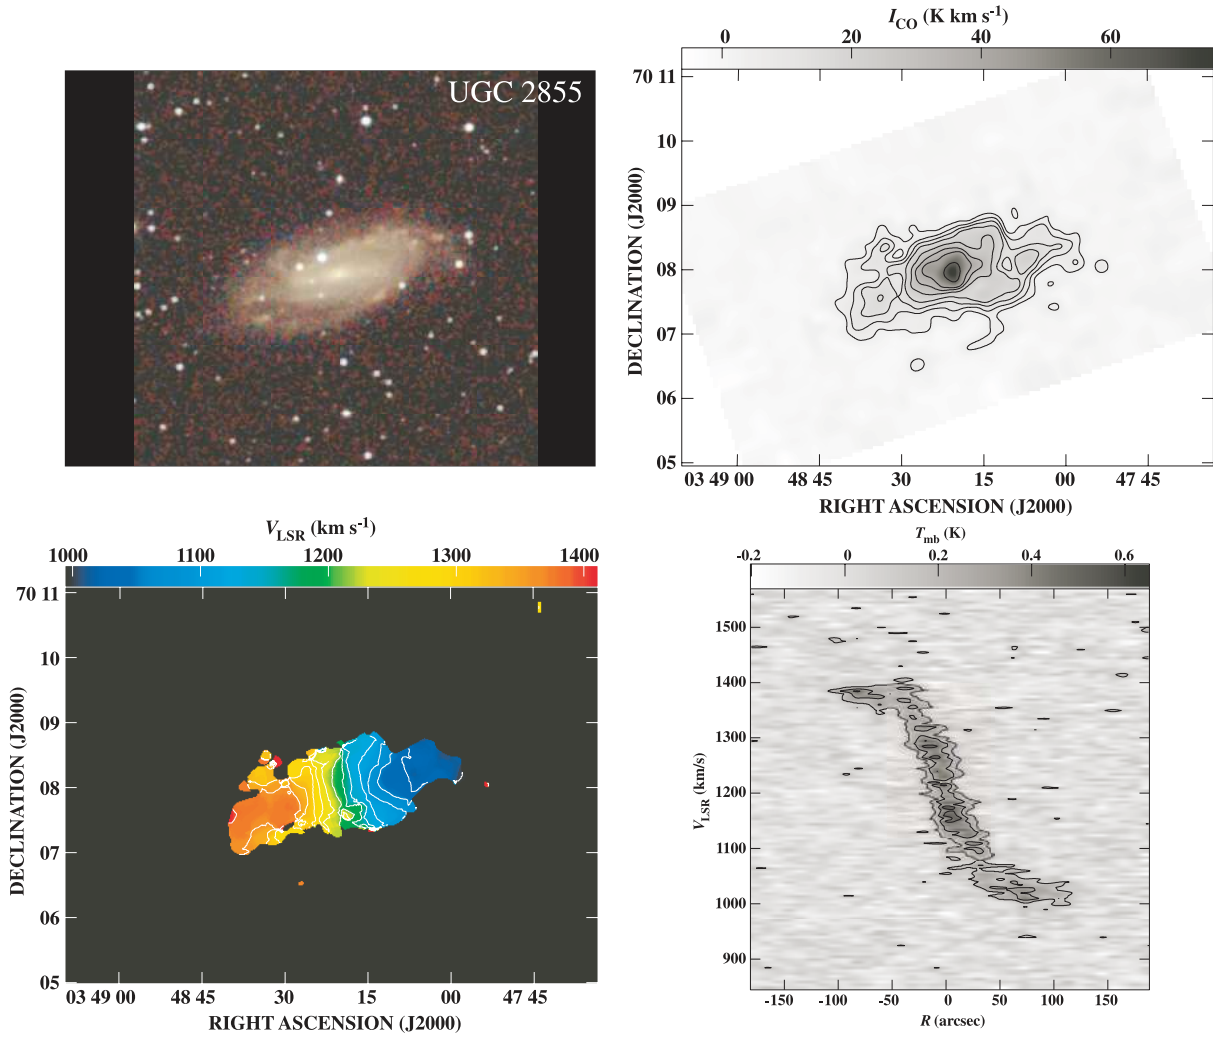 UGC 2855
I_CO (K km s⁻¹)
0 20 40 60
70 11
10
09
08
07
06
05
DECLINATION (J2000)
03 49 00 48 45 30 15 00 47 45
RIGHT ASCENSION (J2000)
V_LSR (km s⁻¹)
1000 1100 1200 1300 1400
70 11
10
09
08
07
06
05
DECLINATION (J2000)
03 49 00 48 45 30 15 00 47 45
RIGHT ASCENSION (J2000)
T_mb (K)
-0.2 0 0.2 0.4 0.6
1500
1400
1300
1200
1100
1000
900
V_LSR (km/s)
-150 -100 -50 0 50 100 150
R (arcsec)